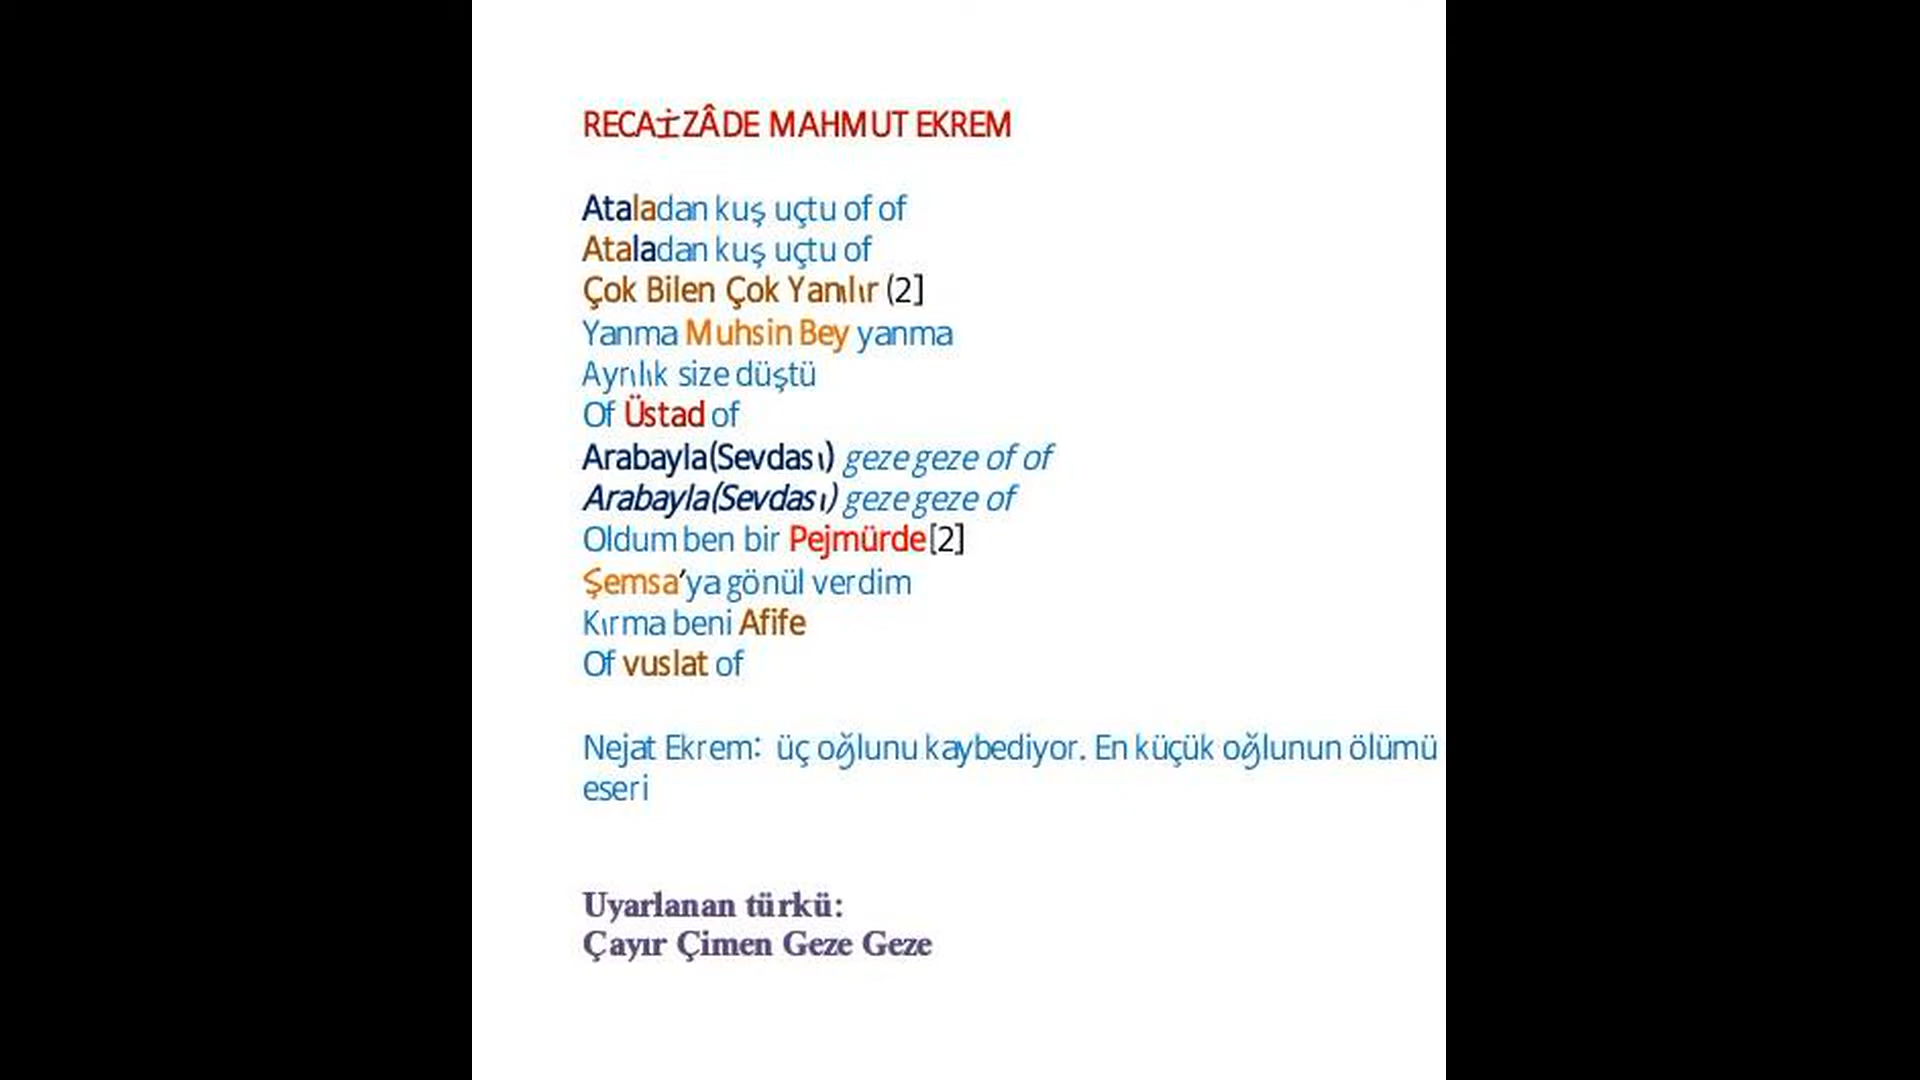 RECAİZÂDE MAHMUT EKREM
Ataladan kuş uçtu of of
Ataladan kuş uçtu of
Çok Bilen Çok Yanılır (2]
Yanma Muhsin Bey yanma
Ayrılık size düştü
Of Üstad of
Arabayla(Sevdası) geze geze of of
Arabayla(Sevdası) geze geze of
Oldum ben bir Pejmürde[2]
Şemsa’ya gönül verdim
Kırma beni Afife
Of vuslat of
Nejat Ekrem: üç oğlunu kaybediyor. En küçük oğlunun ölümü
eseri
Uyarlanan türkü:
Çayır Çimen Geze Geze